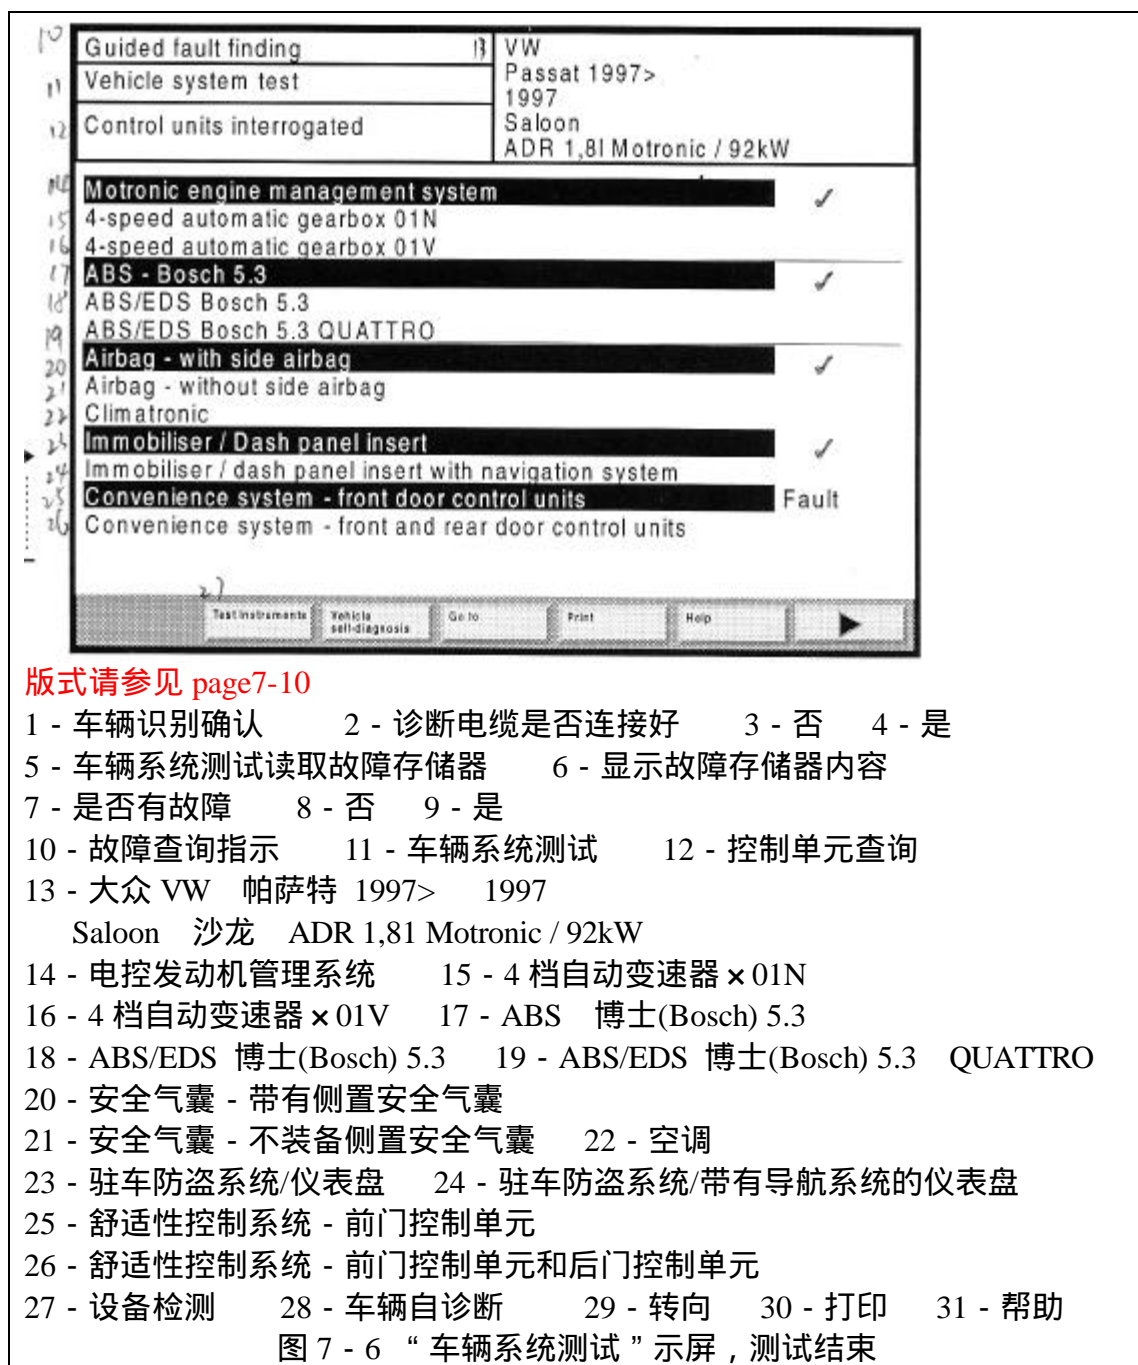 10 Guided fault finding 13 VW
Passat 1997>
11 Vehicle system test
1997
12 Control units interrogated Saloon
ADR 1,8l Motronic / 92kW
14 Motronic engine management system ✓
15 4-speed automatic gearbox 01N
16 4-speed automatic gearbox 01V
17 ABS - Bosch 5.3 ✓
18 ABS/EDS Bosch 5.3
19 ABS/EDS Bosch 5.3 QUATTRO
20 Airbag - with side airbag ✓
21 Airbag - without side airbag
22 Climatronic
23 Immobiliser / Dash panel insert ✓
24 Immobiliser / dash panel insert with navigation system
25 Convenience system - front door control units Fault
26 Convenience system - front and rear door control units
27
Test instruments Vehicle self-diagnosis Go to Print Help
版式请参见 page7-10
1 - 车辆识别确认 2 - 诊断电缆是否连接好 3 - 否 4 - 是
5 - 车辆系统测试读取故障存储器 6 - 显示故障存储器内容
7 - 是否有故障 8 - 否 9 - 是
10 - 故障查询指示 11 - 车辆系统测试 12 - 控制单元查询
13 - 大众 VW 帕萨特 1997> 1997
Saloon 沙龙 ADR 1,81 Motronic / 92kW
14 - 电控发动机管理系统 15 - 4 档自动变速器×01N
16 - 4 档自动变速器×01V 17 - ABS 博士(Bosch) 5.3
18 - ABS/EDS 博士(Bosch) 5.3 19 - ABS/EDS 博士(Bosch) 5.3 QUATTRO
20 - 安全气囊 - 带有侧置安全气囊
21 - 安全气囊 - 不装备侧置安全气囊 22 - 空调
23 - 驻车防盗系统/仪表盘 24 - 驻车防盗系统/带有导航系统的仪表盘
25 - 舒适性控制系统 - 前门控制单元
26 - 舒适性控制系统 - 前门控制单元和后门控制单元
27 - 设备检测 28 - 车辆自诊断 29 - 转向 30 - 打印 31 - 帮助
图 7 - 6 “车辆系统测试”示屏，测试结束